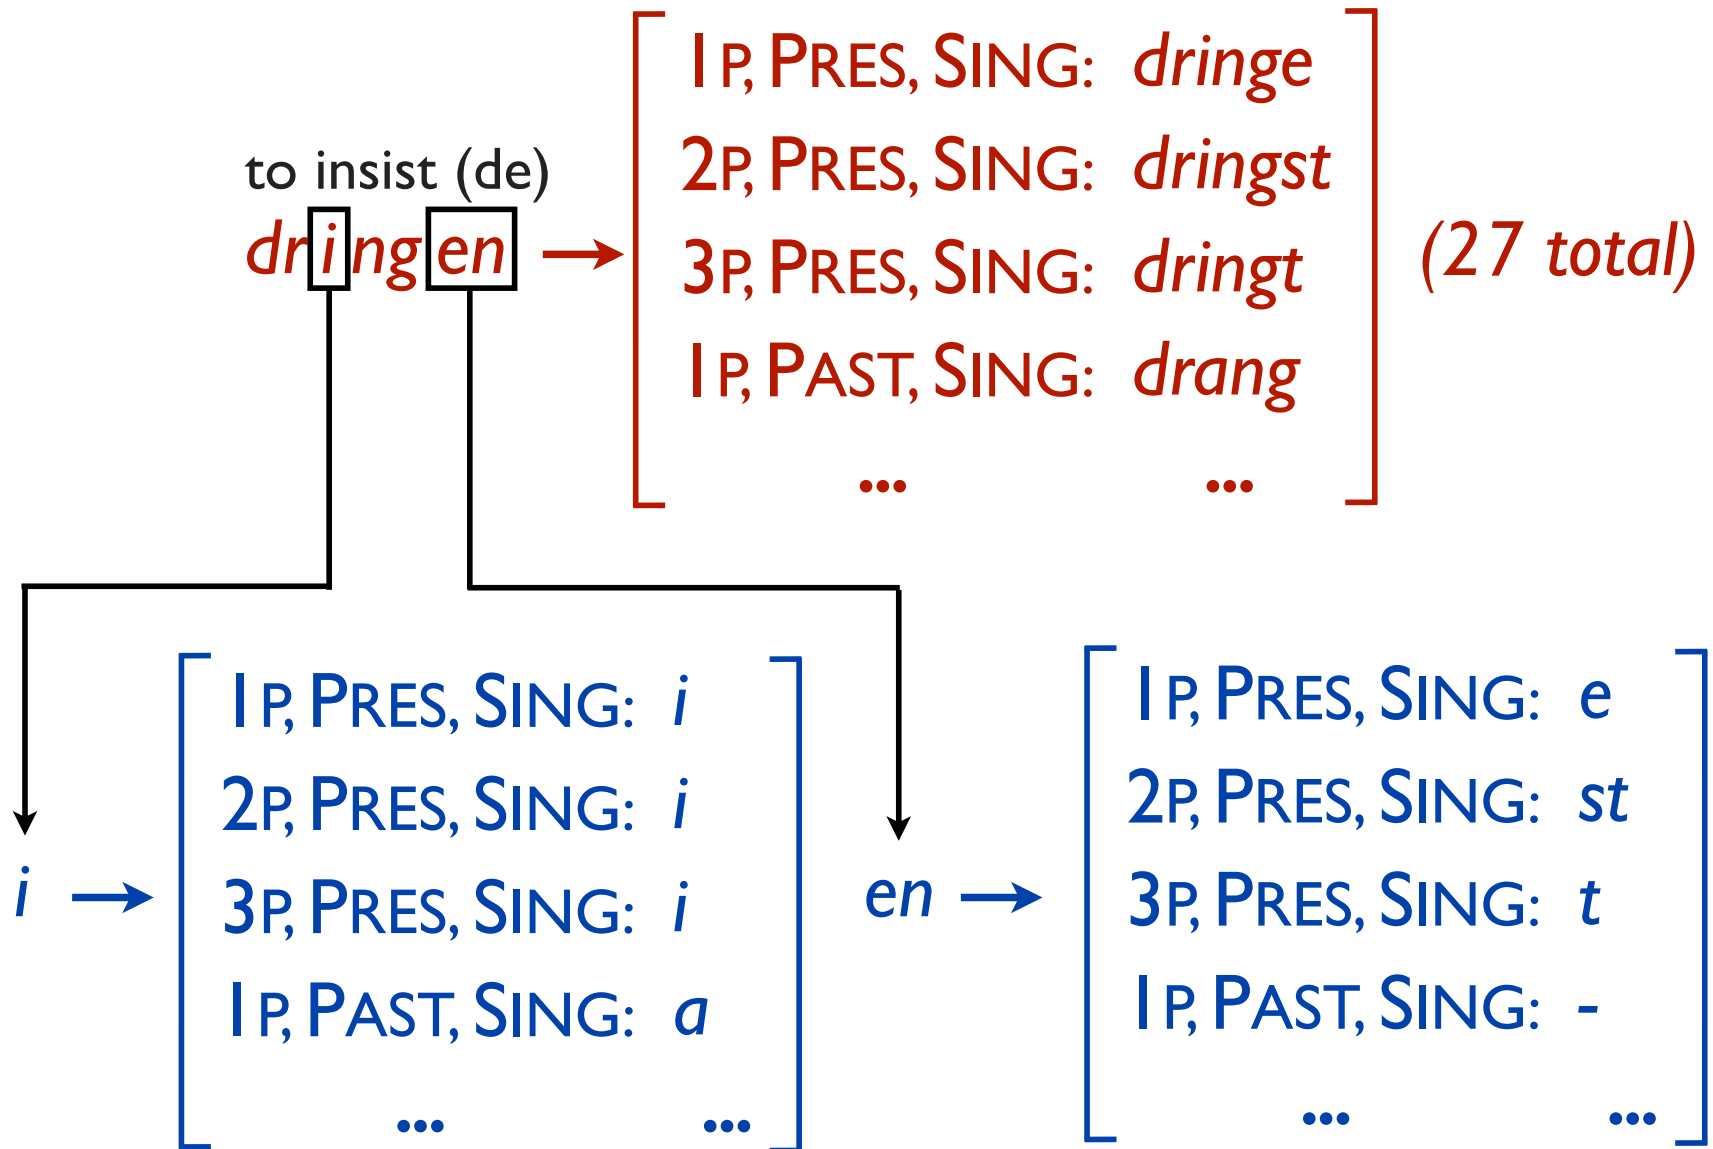 1P, PRES, SING: dringe
2P, PRES, SING: dringst
to insist (de)
dringen
3P, PRES, SING: dringt
(27 total)
1P, PAST, SING: drang
... ...
1P, PRES, SING: i
2P, PRES, SING: i
i
3P, PRES, SING: i
1P, PAST, SING: a
... ...
1P, PRES, SING: e
2P, PRES, SING: st
en
3P, PRES, SING: t
1P, PAST, SING: -
... ...